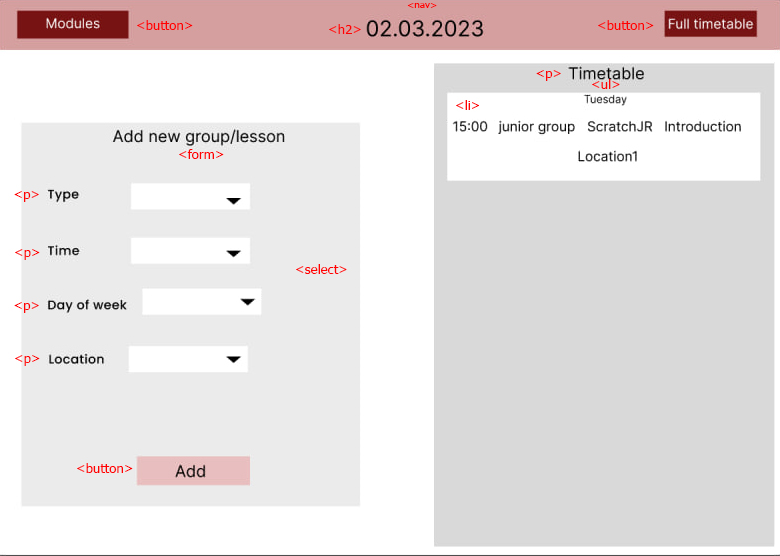 <nav>
Modules <button> <h2> 02.03.2023 <button> Full timetable
<p> Timetable
<ul>
Tuesday
<li>
15:00 junior group ScratchJR Introduction
Location1
Add new group/lesson
<form>
<p> Type
<p> Time
<select>
<p> Day of week
<p> Location
<button> Add